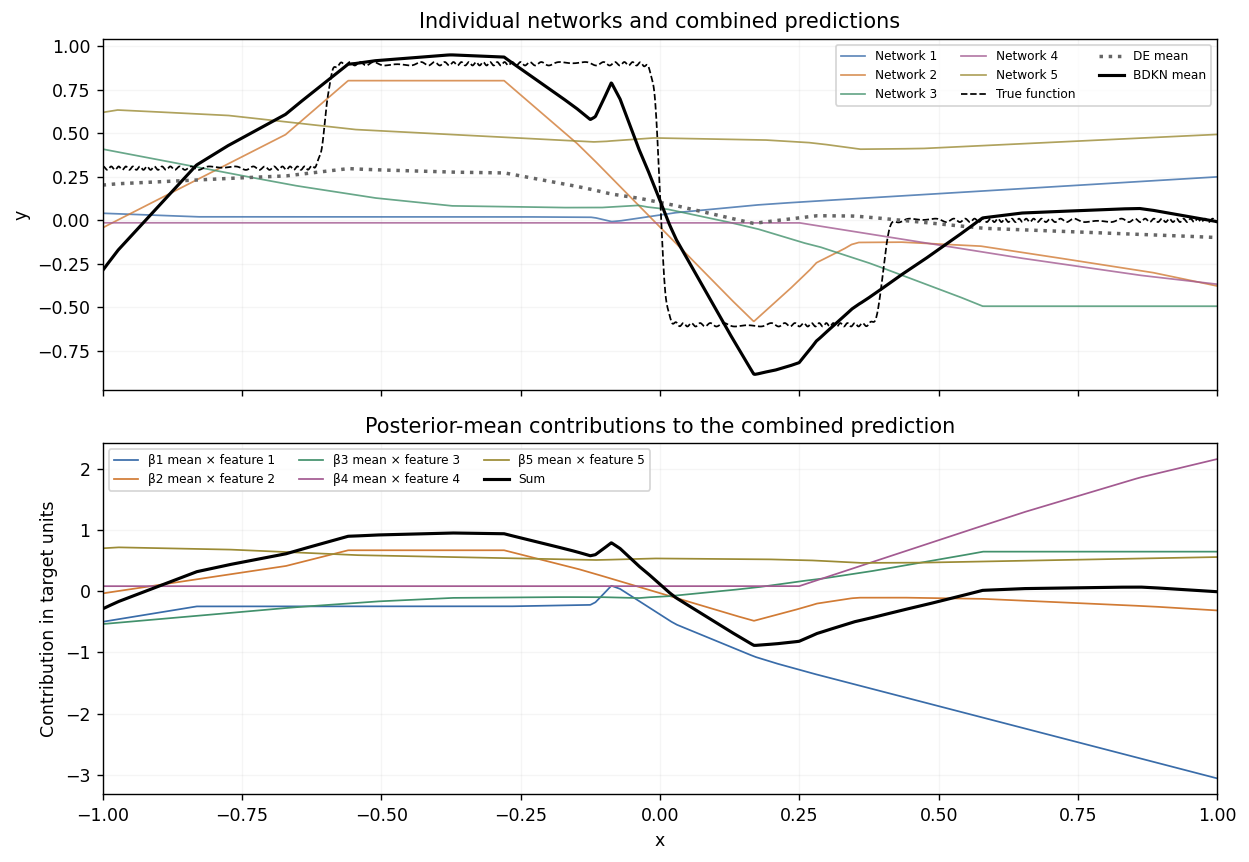 Individual networks and combined predictions
1.00
0.75
0.50
0.25
0.00
−0.25
−0.50
−0.75
y
Network 1
Network 2
Network 3
Network 4
Network 5
True function
DE mean
BDKN mean
Posterior-mean contributions to the combined prediction
2
1
0
−1
−2
−3
Contribution in target units
β1 mean × feature 1
β2 mean × feature 2
β3 mean × feature 3
β4 mean × feature 4
β5 mean × feature 5
Sum
−1.00
−0.75
−0.50
−0.25
0.00
0.25
0.50
0.75
1.00
x